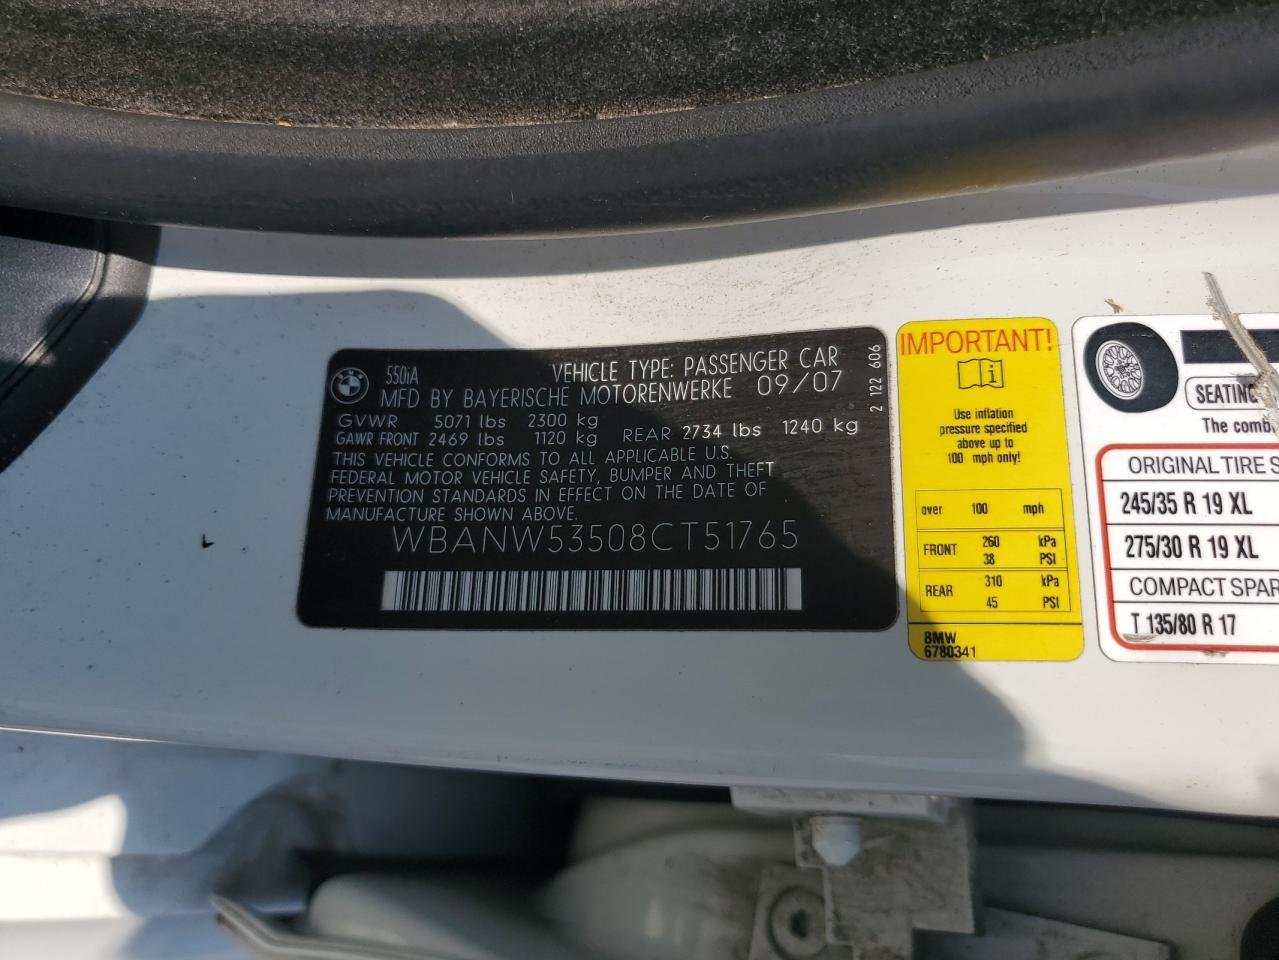 BMW
550iA
VEHICLE TYPE: PASSENGER CAR
MFD BY BAYERISCHE MOTORENWERKE 09/07
GVWR 5071 lbs 2300 kg
GAWR FRONT 2469 lbs 1120 kg REAR 2734 lbs 1240 kg
THIS VEHICLE CONFORMS TO ALL APPLICABLE U.S.
FEDERAL MOTOR VEHICLE SAFETY, BUMPER AND THEFT
PREVENTION STANDARDS IN EFFECT ON THE DATE OF
MANUFACTURE SHOWN ABOVE.
WBANW53508CT51765
2 122 606
IMPORTANT!
i
Use inflation
pressure specified
above up to
100 mph only!
over 100 mph
FRONT 260 kPa
38 PSI
REAR 310 kPa
45 PSI
BMW
6780341
SEATING
The comb
ORIGINAL TIRE S
245/35 R 19 XL
275/30 R 19 XL
COMPACT SPAR
T 135/80 R 17